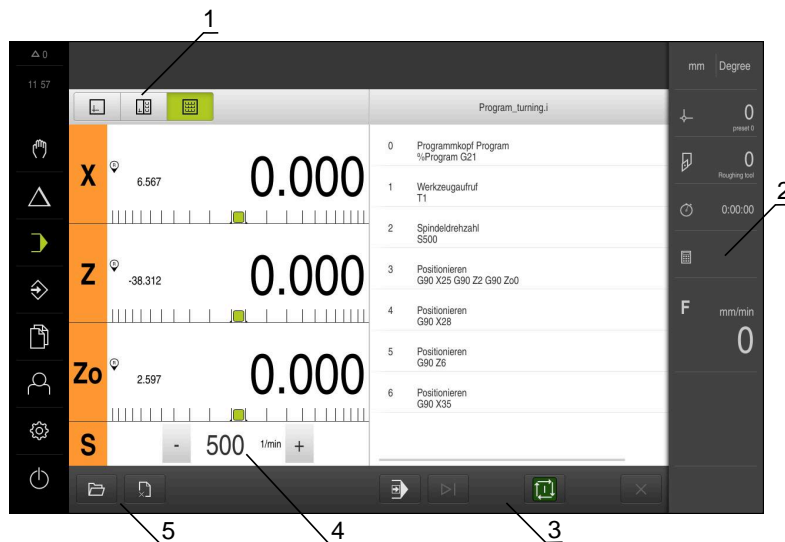 1
0
11 57
mm Degree
Program_turning.i
0
preset 0
X
R
6.567
0.000
0 Programmkopf Program
%Program G21
1 Werkzeugaufruf
T1
0
Roughing tool
2
2 Spindeldrehzahl
S500
0:00:00
Z
R
-38.312
0.000
3 Positionieren
G90 X25 G90 Z2 G90 Zo0
4 Positionieren
G90 X28
F mm/min
0
Zo
R
2.597
0.000
5 Positionieren
G90 Z6
6 Positionieren
G90 X35
S - 500 1/min +
5
4
3